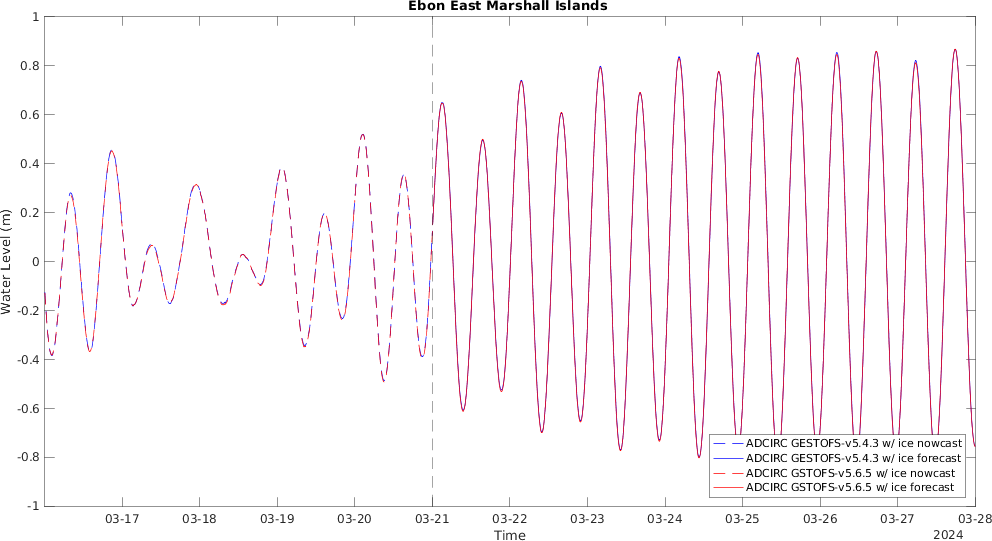 Ebon East Marshall Islands
Water Level (m)
1
0.8
0.6
0.4
0.2
0
-0.2
-0.4
-0.6
-0.8
-1
ADCIRC GESTOFS-v5.4.3 w/ ice nowcast
ADCIRC GESTOFS-v5.4.3 w/ ice forecast
ADCIRC GSTOFS-v5.6.5 w/ ice nowcast
ADCIRC GSTOFS-v5.6.5 w/ ice forecast
03-17 03-18 03-19 03-20 03-21 03-22 03-23 03-24 03-25 03-26 03-27 03-28
Time
2024